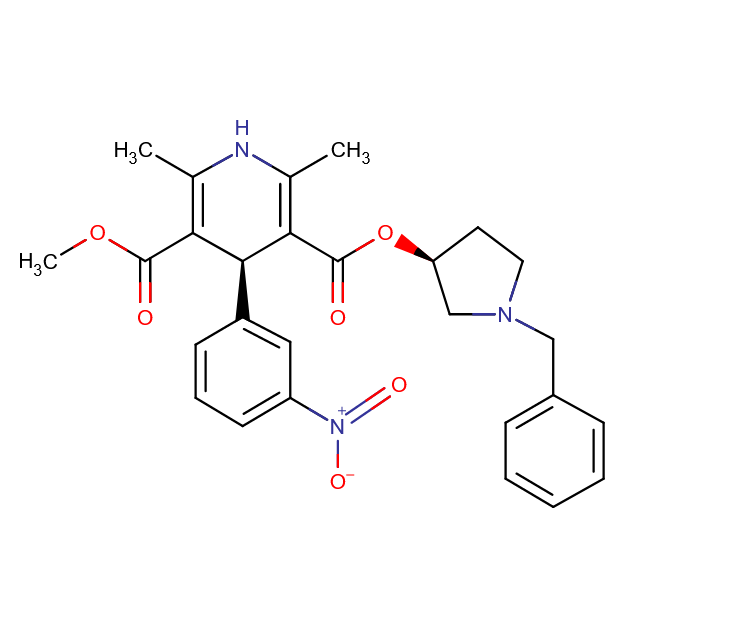 H
H₃C N CH₃
O O
H₃C
O O N
O
N⁺
O⁻